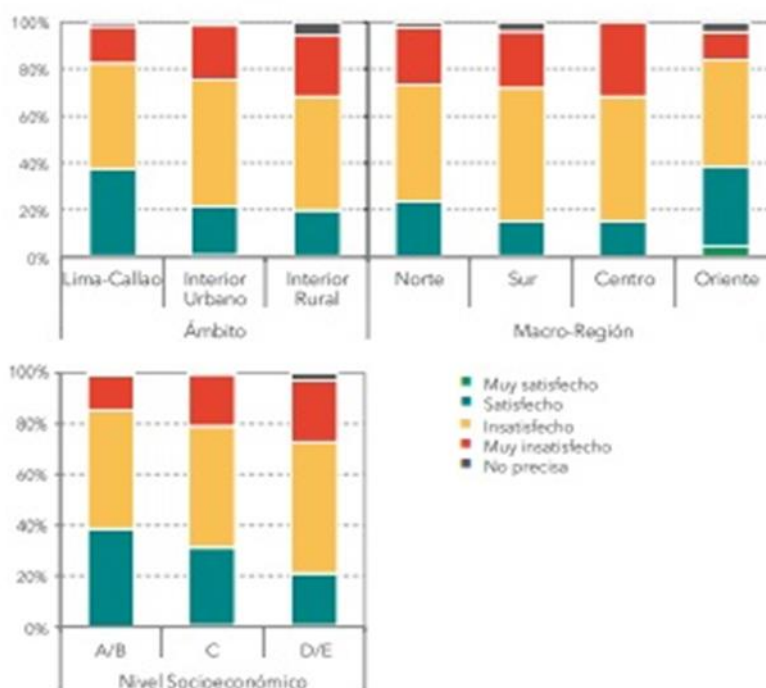 100%
80%
60%
40%
20%
0%
Lima-Callao
Interior Urbano
Interior Rural
Norte
Sur
Centro
Oriente
Ámbito
Macro-Región
100%
80%
60%
40%
20%
0%
A/B
C
D/E
Nivel Socioeconómico
Muy satisfecho
Satisfecho
Insatisfecho
Muy insatisfecho
No precisa